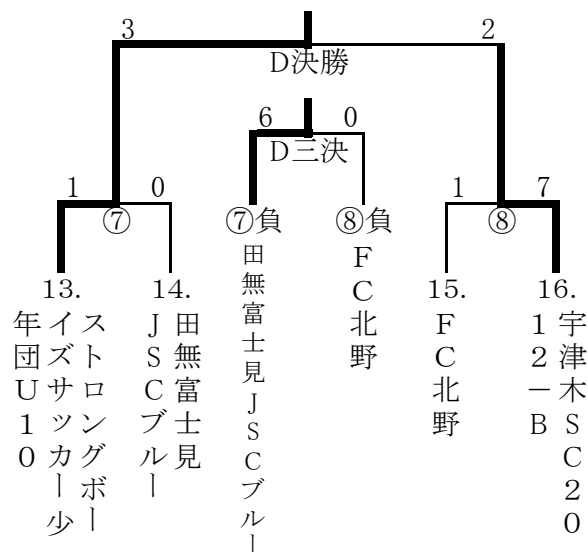 3
2
D決勝
6
0
D三決
1
0
⑦
⑦負
⑧負
1
7
⑧
13.
ストロングボー
イズサッカー少
年団U10
14.
田無富士見
JSCブルー
田無富士見JSCブルー
FC北野
15.
FC北野
16.
宇津木SC20
12－B